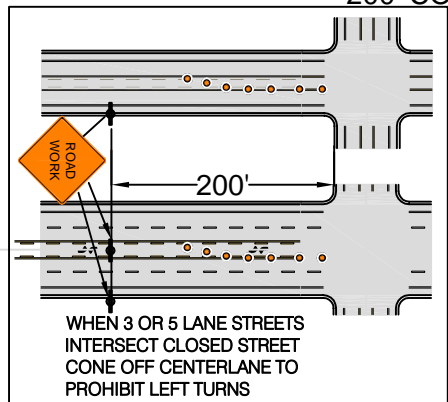 ROAD
WORK
200'
WHEN 3 OR 5 LANE STREETS
INTERSECT CLOSED STREET
CONE OFF CENTERLANE TO
PROHIBIT LEFT TURNS